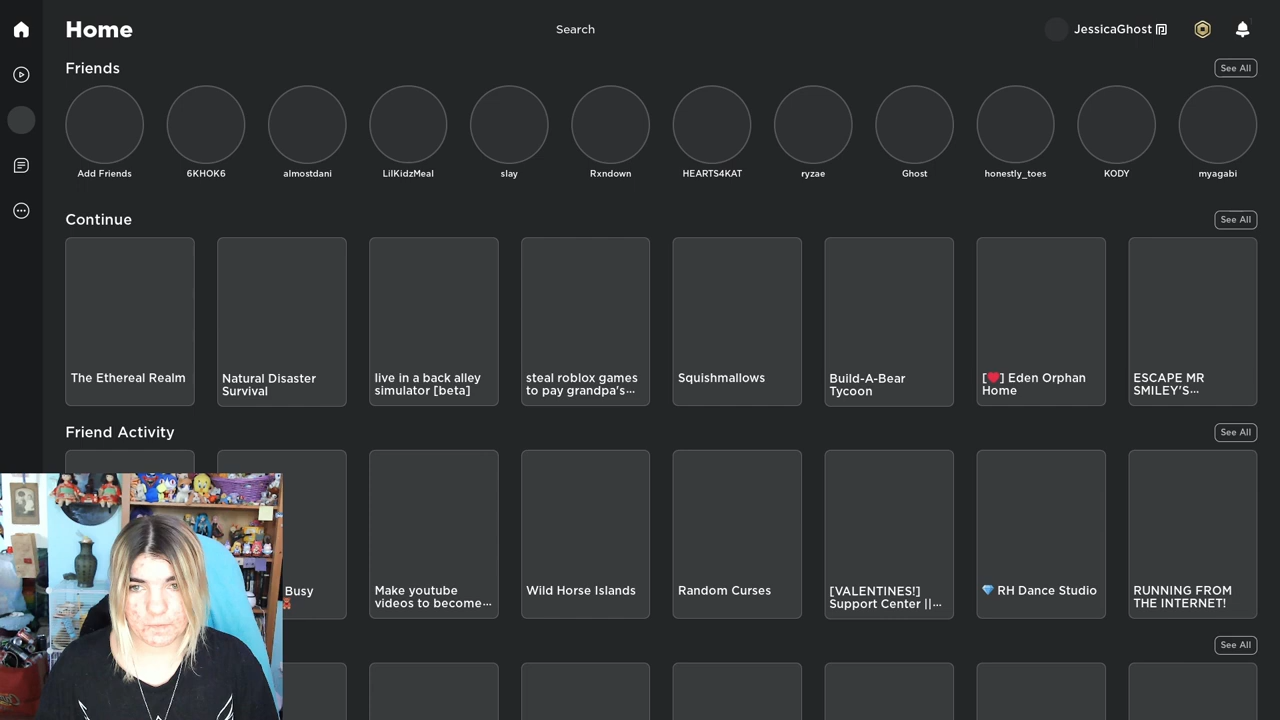 Home
Search
JessicaGhost
Friends
See All
Add Friends
6KHOK6
almostdani
LilKidzMeal
slay
Rxndown
HEARTS4KAT
ryzae
Ghost
honestly_toes
KODY
myagabi
Continue
See All
The Ethereal Realm
Natural Disaster
Survival
live in a back alley
simulator [beta]
steal roblox games
to pay grandpa's...
Squishmallows
Build-A-Bear
Tycoon
[❤️] Eden Orphan
Home
ESCAPE MR
SMILEY'S...
Friend Activity
See All
Busy
Make youtube
videos to become...
Wild Horse Islands
Random Curses
[VALENTINES!]
Support Center ||...
💎 RH Dance Studio
RUNNING FROM
THE INTERNET!
See All